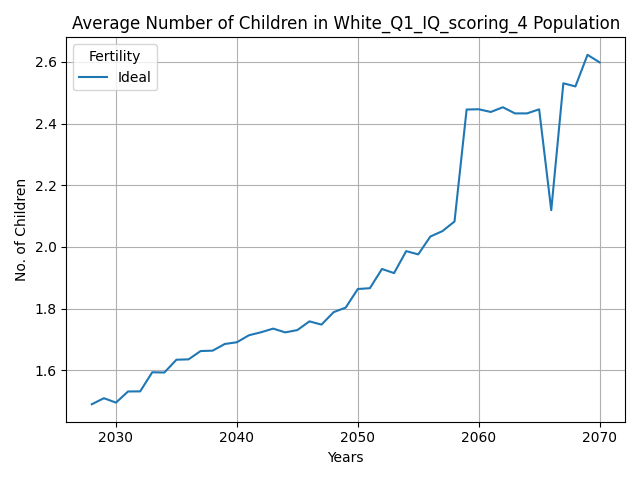 Average Number of Children in White_Q1_IQ_scoring_4 Population
Fertility
Ideal
No. of Children
2.6
2.4
2.2
2.0
1.8
1.6
2030 2040 2050 2060 2070
Years